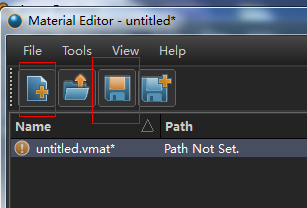 Material Editor - untitled*
File Tools View Help
Name Path
untitled.vmat* Path Not Set.